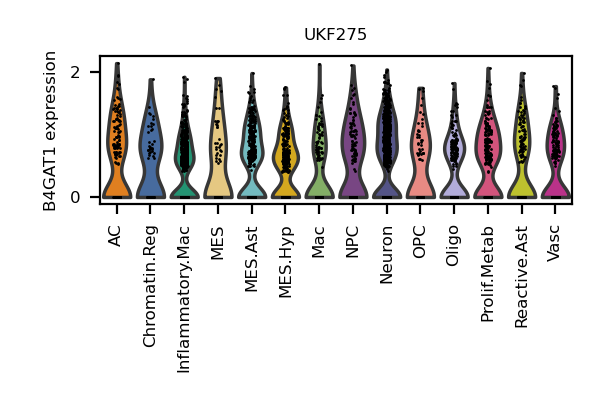 UKF275
B4GAT1 expression
2
0
AC
Chromatin.Reg
Inflammatory.Mac
MES
MES.Ast
MES.Hyp
Mac
NPC
Neuron
OPC
Oligo
Prolif.Metab
Reactive.Ast
Vasc